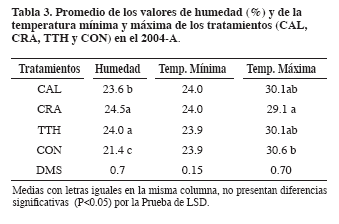 Tabla 3. Promedio de los valores de humedad (%) y de la
temperatura mínima y máxima de los tratamientos (CAL,
CRA, TTH y CON) en el 2004-A.
Tratamientos Humedad Temp. Mínima Temp. Máxima
CAL 23.6 b 24.0 30.1ab
CRA 24.5a 24.0 29.1 a
TTH 24.0 a 23.9 30.1ab
CON 21.4 c 23.9 30.6 b
DMS 0.7 0.15 0.70
Medias con letras iguales en la misma columna, no presentan diferencias
significativas (P<0.05) por la Prueba de LSD.